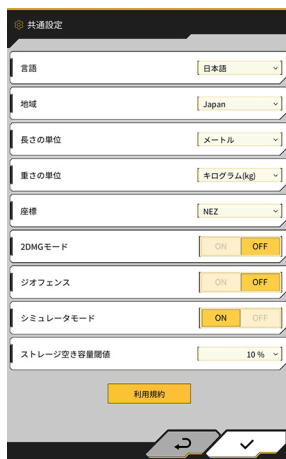 共通設定
言語 日本語
地域 Japan
長さの単位 メートル
重さの単位 キログラム(kg)
座標 NEZ
2DMGモード ON OFF
ジオフェンス ON OFF
シミュレータモード ON OFF
ストレージ空き容量閾値 10 %
利用規約